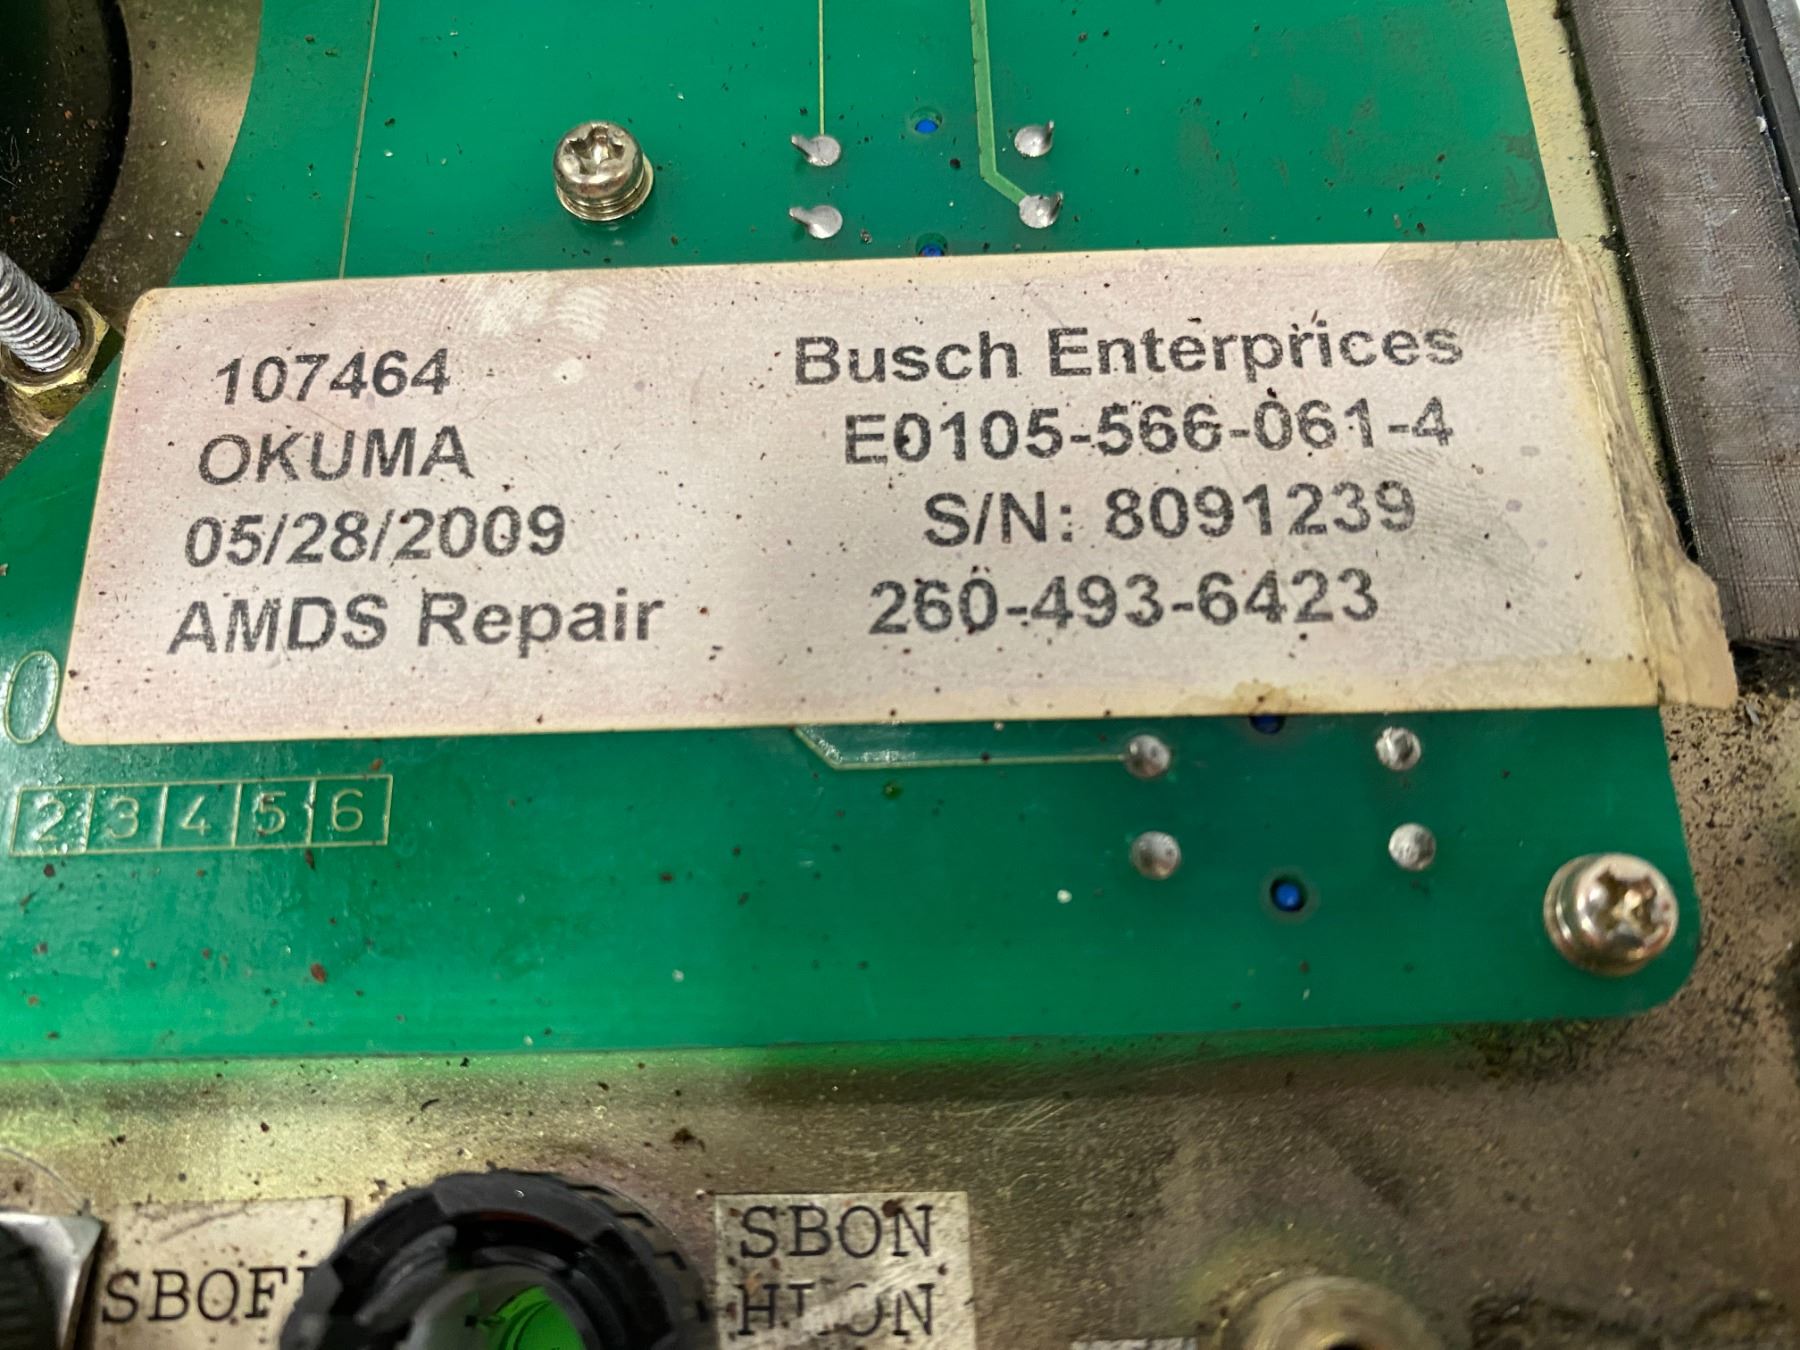 107464
OKUMA
05/28/2009
AMDS Repair
Busch Enterprices
E0105-566-061-4
S/N: 8091239
260-493-6423
0
2 3 4 5 6
SBON